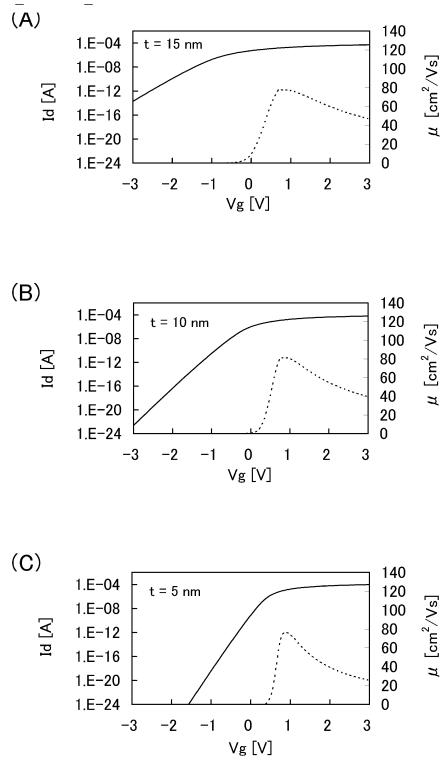 (A)
t = 15 nm
1.E−04
1.E−08
1.E−12
1.E−16
1.E−20
1.E−24
Id [A]
140
120
100
80
60
40
20
0
μ [cm²/Vs]
−3 −2 −1 0 1 2 3
Vg [V]
(B)
t = 10 nm
1.E−04
1.E−08
1.E−12
1.E−16
1.E−20
1.E−24
Id [A]
140
120
100
80
60
40
20
0
μ [cm²/Vs]
−3 −2 −1 0 1 2 3
Vg [V]
(C)
t = 5 nm
1.E−04
1.E−08
1.E−12
1.E−16
1.E−20
1.E−24
Id [A]
140
120
100
80
60
40
20
0
μ [cm²/Vs]
−3 −2 −1 0 1 2 3
Vg [V]